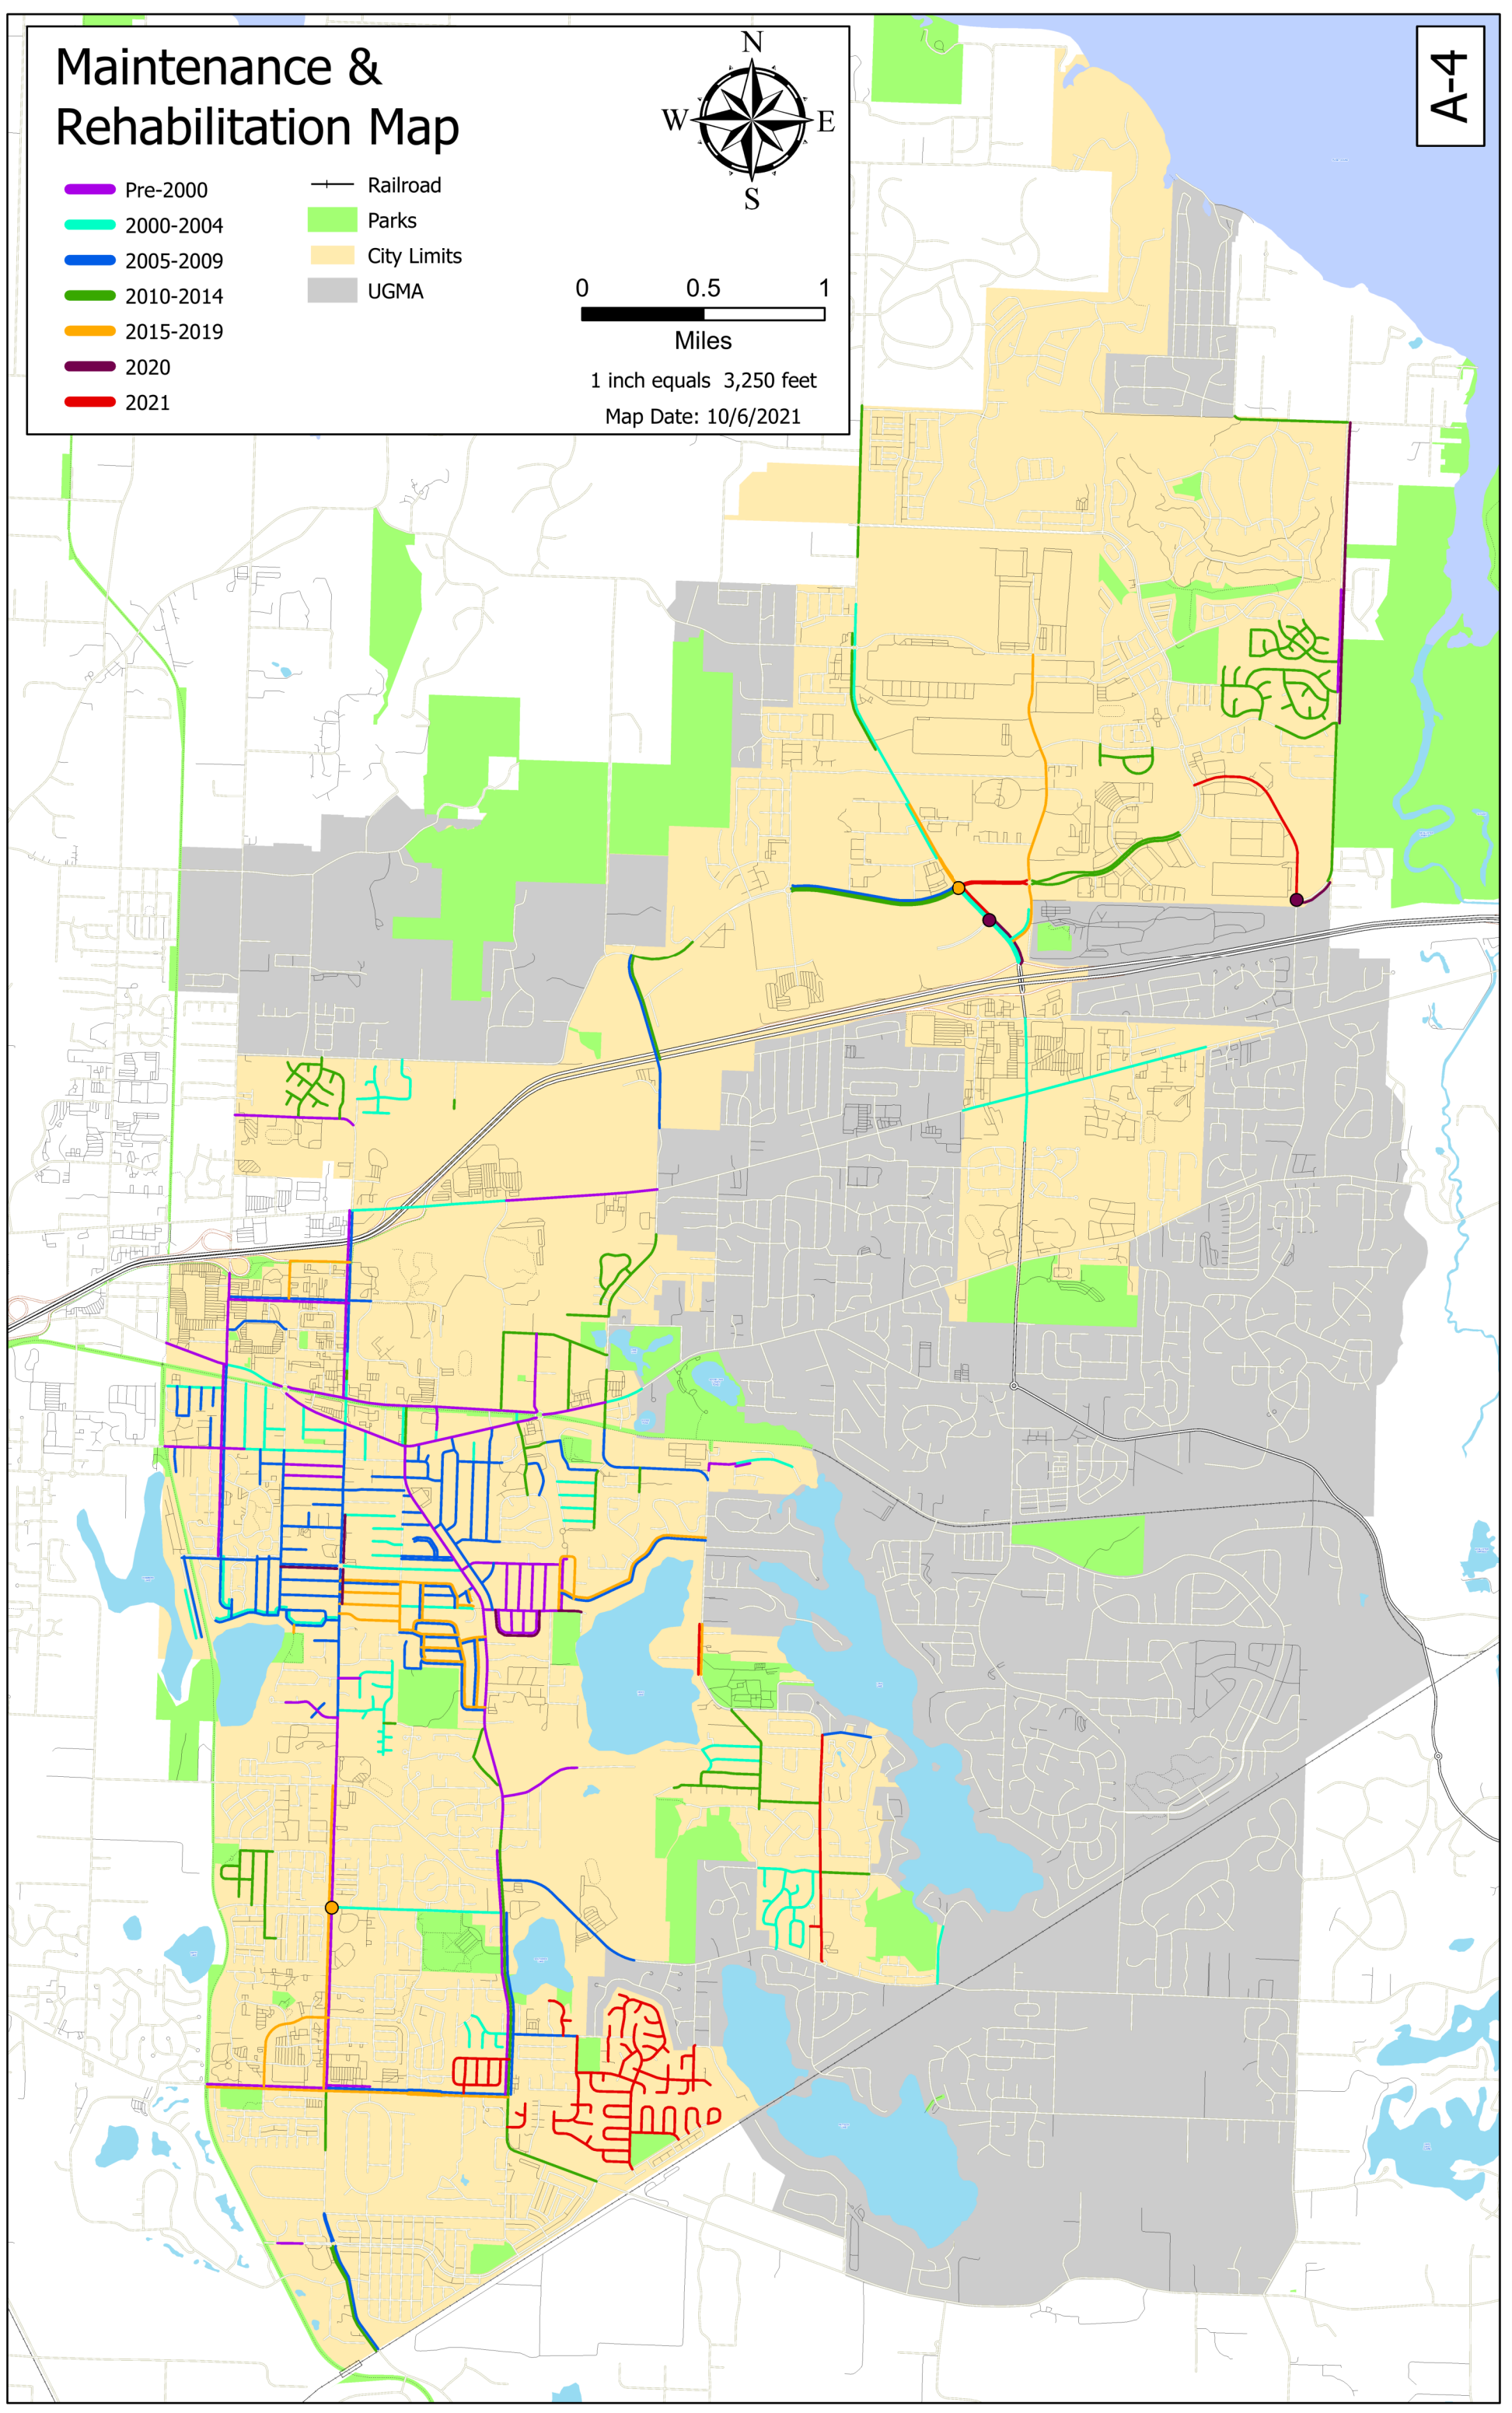 Maintenance &
Rehabilitation Map
N
W
E
S
A-4
Pre-2000
2000-2004
2005-2009
2010-2014
2015-2019
2020
2021
Railroad
Parks
City Limits
UGMA
0 0.5 1
Miles
1 inch equals 3,250 feet
Map Date: 10/6/2021